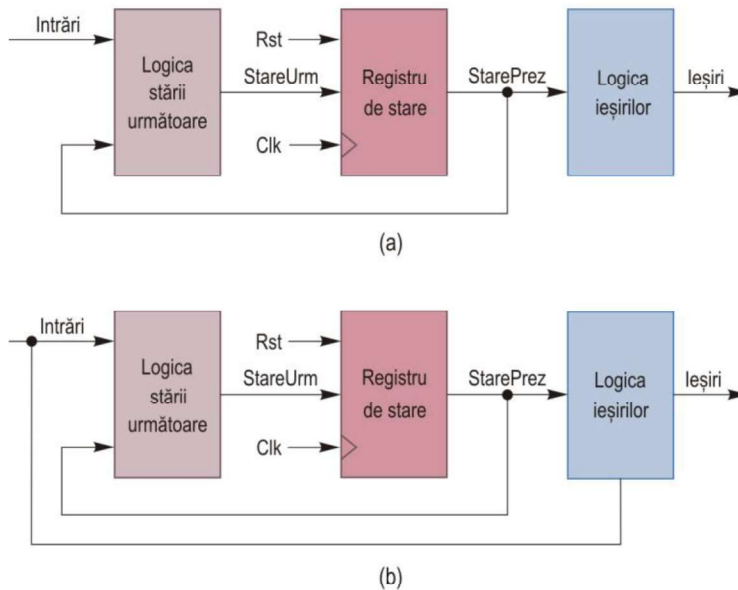 Intrări
Logica
stării
următoare
StareUrm
Rst
Clk
Registru
de stare
StarePrez
Logica
ieșirilor
Ieșiri
(a)
Intrări
Logica
stării
următoare
StareUrm
Rst
Clk
Registru
de stare
StarePrez
Logica
ieșirilor
Ieșiri
(b)